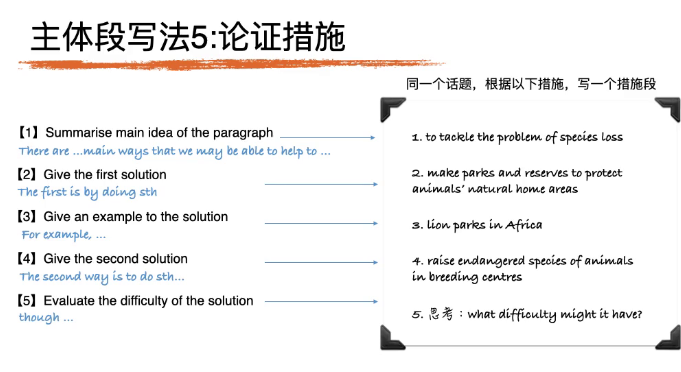 主体段写法5:论证措施
同一个话题，根据以下措施，写一个措施段
【1】Summarise main idea of the paragraph
There are ...main ways that we may be able to help to ...
【2】Give the first solution
The first is by doing sth
【3】Give an example to the solution
For example, ...
【4】Give the second solution
The second way is to do sth...
【5】Evaluate the difficulty of the solution
though ...
1. to tackle the problem of species loss
2. make parks and reserves to protect
animals' natural home areas
3. lion parks in Africa
4. raise endangered species of animals
in breeding centres
5. 思考：what difficulty might it have?